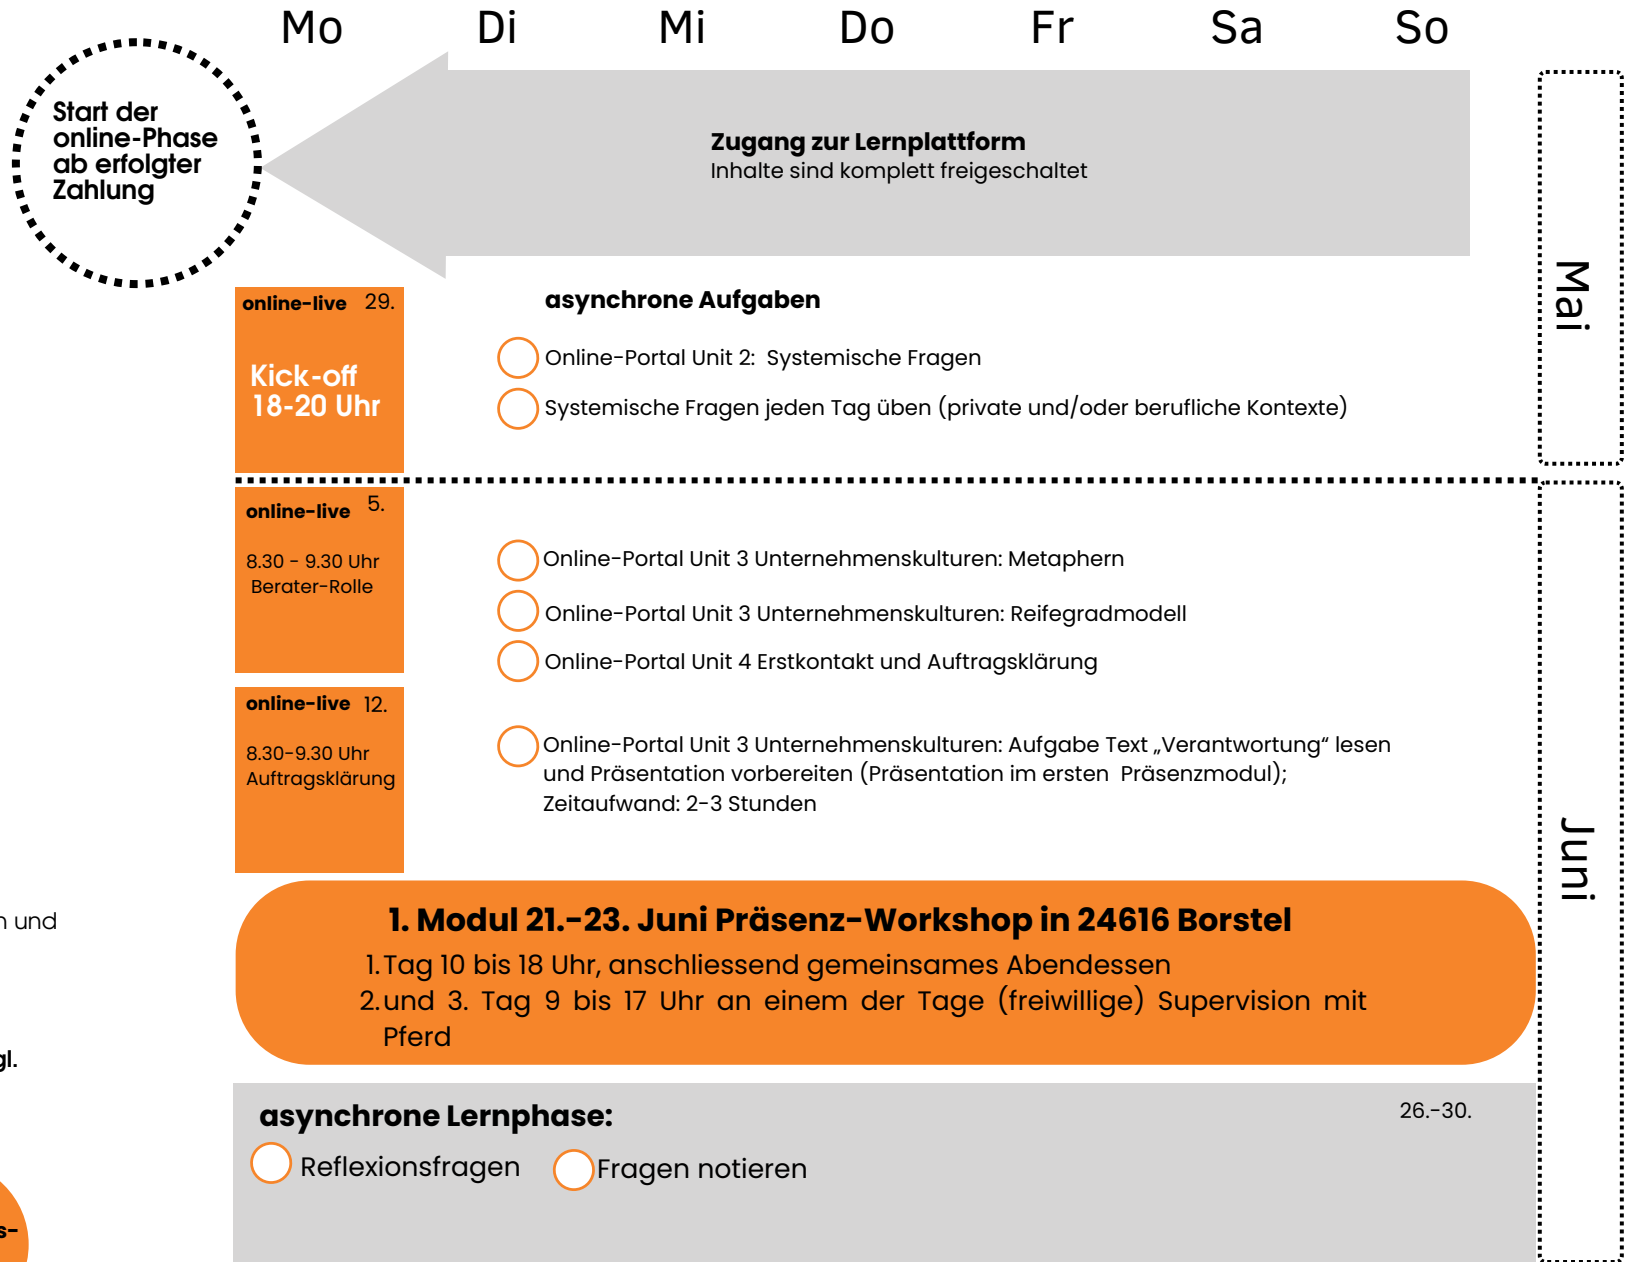 Mo Di Mi Do Fr Sa So
Start der
online-Phase
ab erfolgter
Zahlung
Zugang zur Lernplattform
Inhalte sind komplett freigeschaltet
Mai
online-live 29.
Kick-off
18-20 Uhr
asynchrone Aufgaben
Online-Portal Unit 2: Systemische Fragen
Systemische Fragen jeden Tag üben (private und/oder berufliche Kontexte)
Juni
online-live 5.
8.30 - 9.30 Uhr
Berater-Rolle
Online-Portal Unit 3 Unternehmenskulturen: Metaphern
Online-Portal Unit 3 Unternehmenskulturen: Reifegradmodell
Online-Portal Unit 4 Erstkontakt und Auftragsklärung
online-live 12.
8.30-9.30 Uhr
Auftragsklärung
Online-Portal Unit 3 Unternehmenskulturen: Aufgabe Text „Verantwortung“ lesen
und Präsentation vorbereiten (Präsentation im ersten Präsenzmodul);
Zeitaufwand: 2-3 Stunden
und
1. Modul 21.-23. Juni Präsenz-Workshop in 24616 Borstel
1. Tag 10 bis 18 Uhr, anschliessend gemeinsames Abendessen
2. und 3. Tag 9 bis 17 Uhr an einem der Tage (freiwillige) Supervision mit
Pferd
asynchrone Lernphase:
26.-30.
Reflexionsfragen Fragen notieren